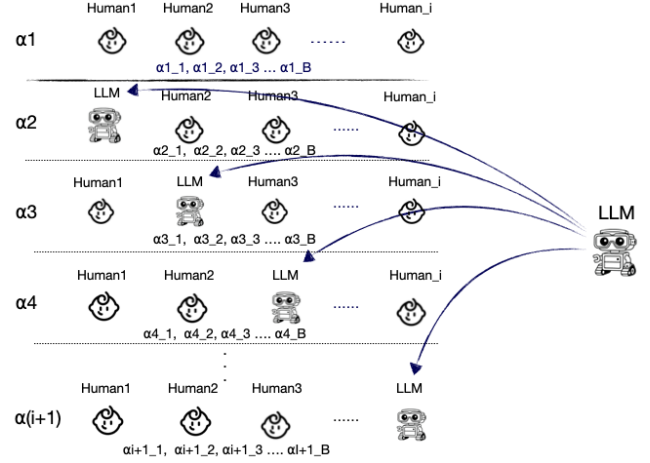 Human1 Human2 Human3 Human_i
α1 ......
α1_1, α1_2, α1_3 ... α1_B
LLM Human2 Human3 Human_i
α2 ......
α2_1, α2_2, α2_3 .... α2_B
Human1 LLM Human3 Human_i
α3 ......
α3_1, α3_2, α3_3 .... α3_B
LLM
Human1 Human2 LLM Human_i
α4 ......
α4_1, α4_2, α4_3 .... α4_B
Human1 Human2 Human3 LLM
α(i+1) ......
αi+1_1, αi+1_2, αi+1_3 .... αI+1_B